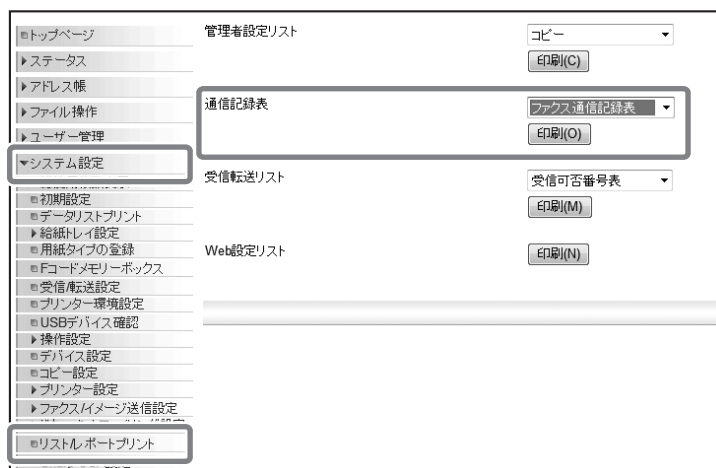 トップページ
ステータス
アドレス帳
ファイル操作
ユーザー管理
システム設定
初期設定
データリストプリント
給紙トレイ設定
用紙タイプの登録
Fコードメモリーボックス
受信/転送設定
プリンター環境設定
USBデバイス確認
操作設定
デバイス設定
コピー設定
プリンター設定
ファクス/イメージ送信設定
リスト/レポートプリント
管理者設定リスト
コピー
印刷(C)
通信記録表
ファクス通信記録表
印刷(O)
受信転送リスト
受信可否番号表
印刷(M)
Web設定リスト
印刷(N)